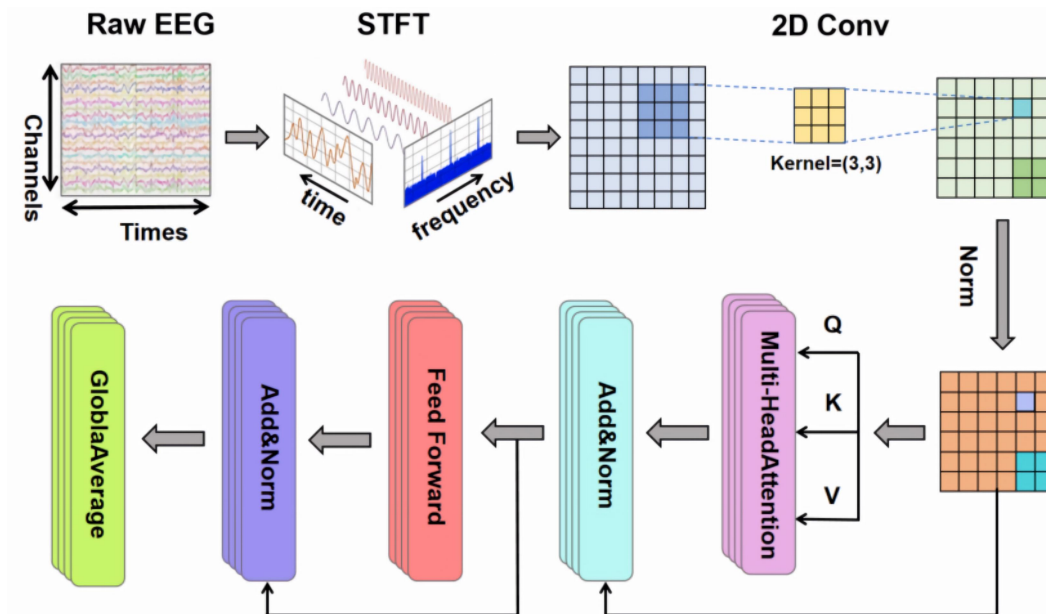 Raw EEG
STFT
2D Conv
Channels
Times
time
frequency
Kernel=(3,3)
Norm
Q
K
V
Multi-HeadAttention
Add&Norm
Feed Forward
Add&Norm
GloblaAverage